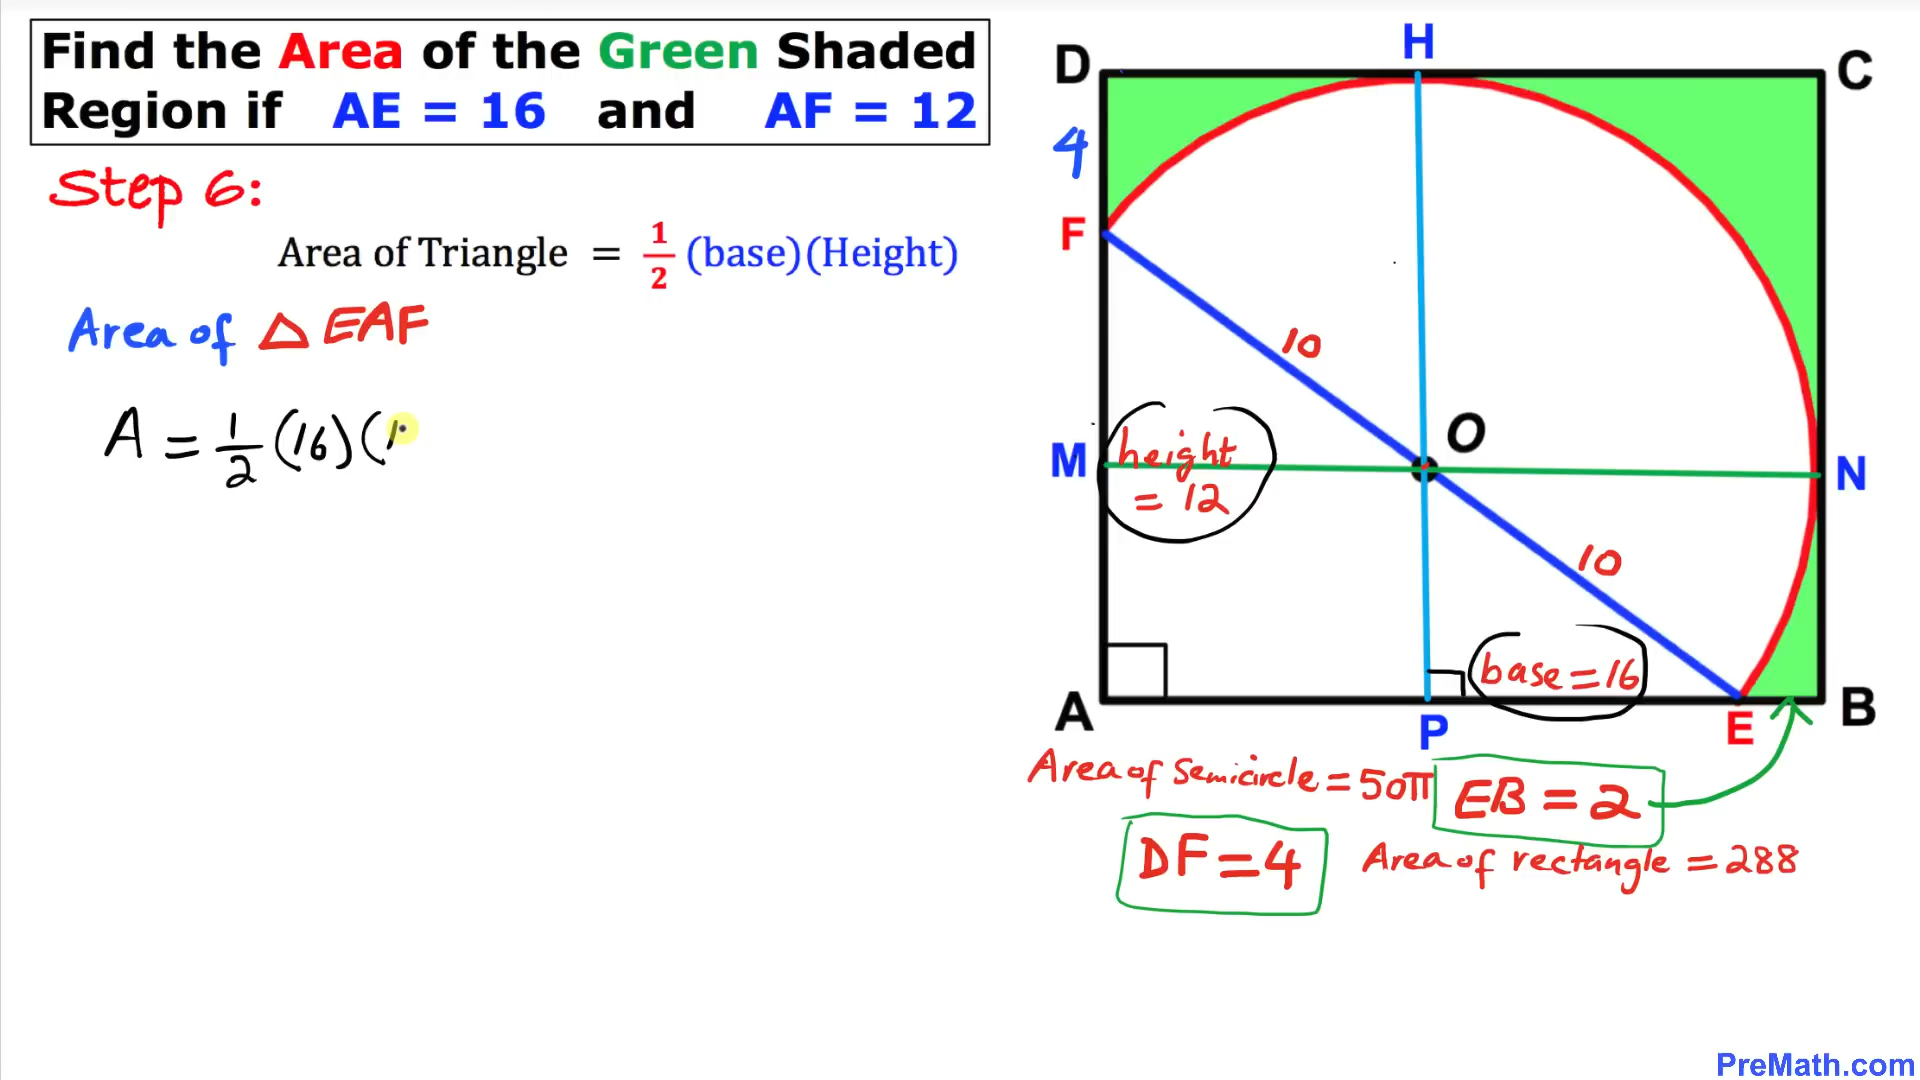 Find the Area of the Green Shaded
Region if AE = 16 and AF = 12
Step 6:
Area of Triangle = 1/2 (base)(Height)
Area of △ EAF
A = 1/2 (16)(1
H
D
C
4
F
10
O
M
height
= 12
N
10
base = 16
A
P
E
B
Area of Semicircle = 50π
EB = 2
DF = 4
Area of rectangle = 288
PreMath.com